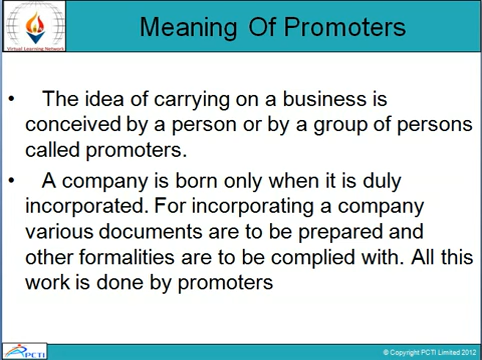 Meaning Of Promoters
Virtual Learning Network
• The idea of carrying on a business is
conceived by a person or by a group of persons
called promoters.
• A company is born only when it is duly
incorporated. For incorporating a company
various documents are to be prepared and
other formalities are to be complied with. All this
work is done by promoters
PCTI
© Copyright PCTI Limited 2012